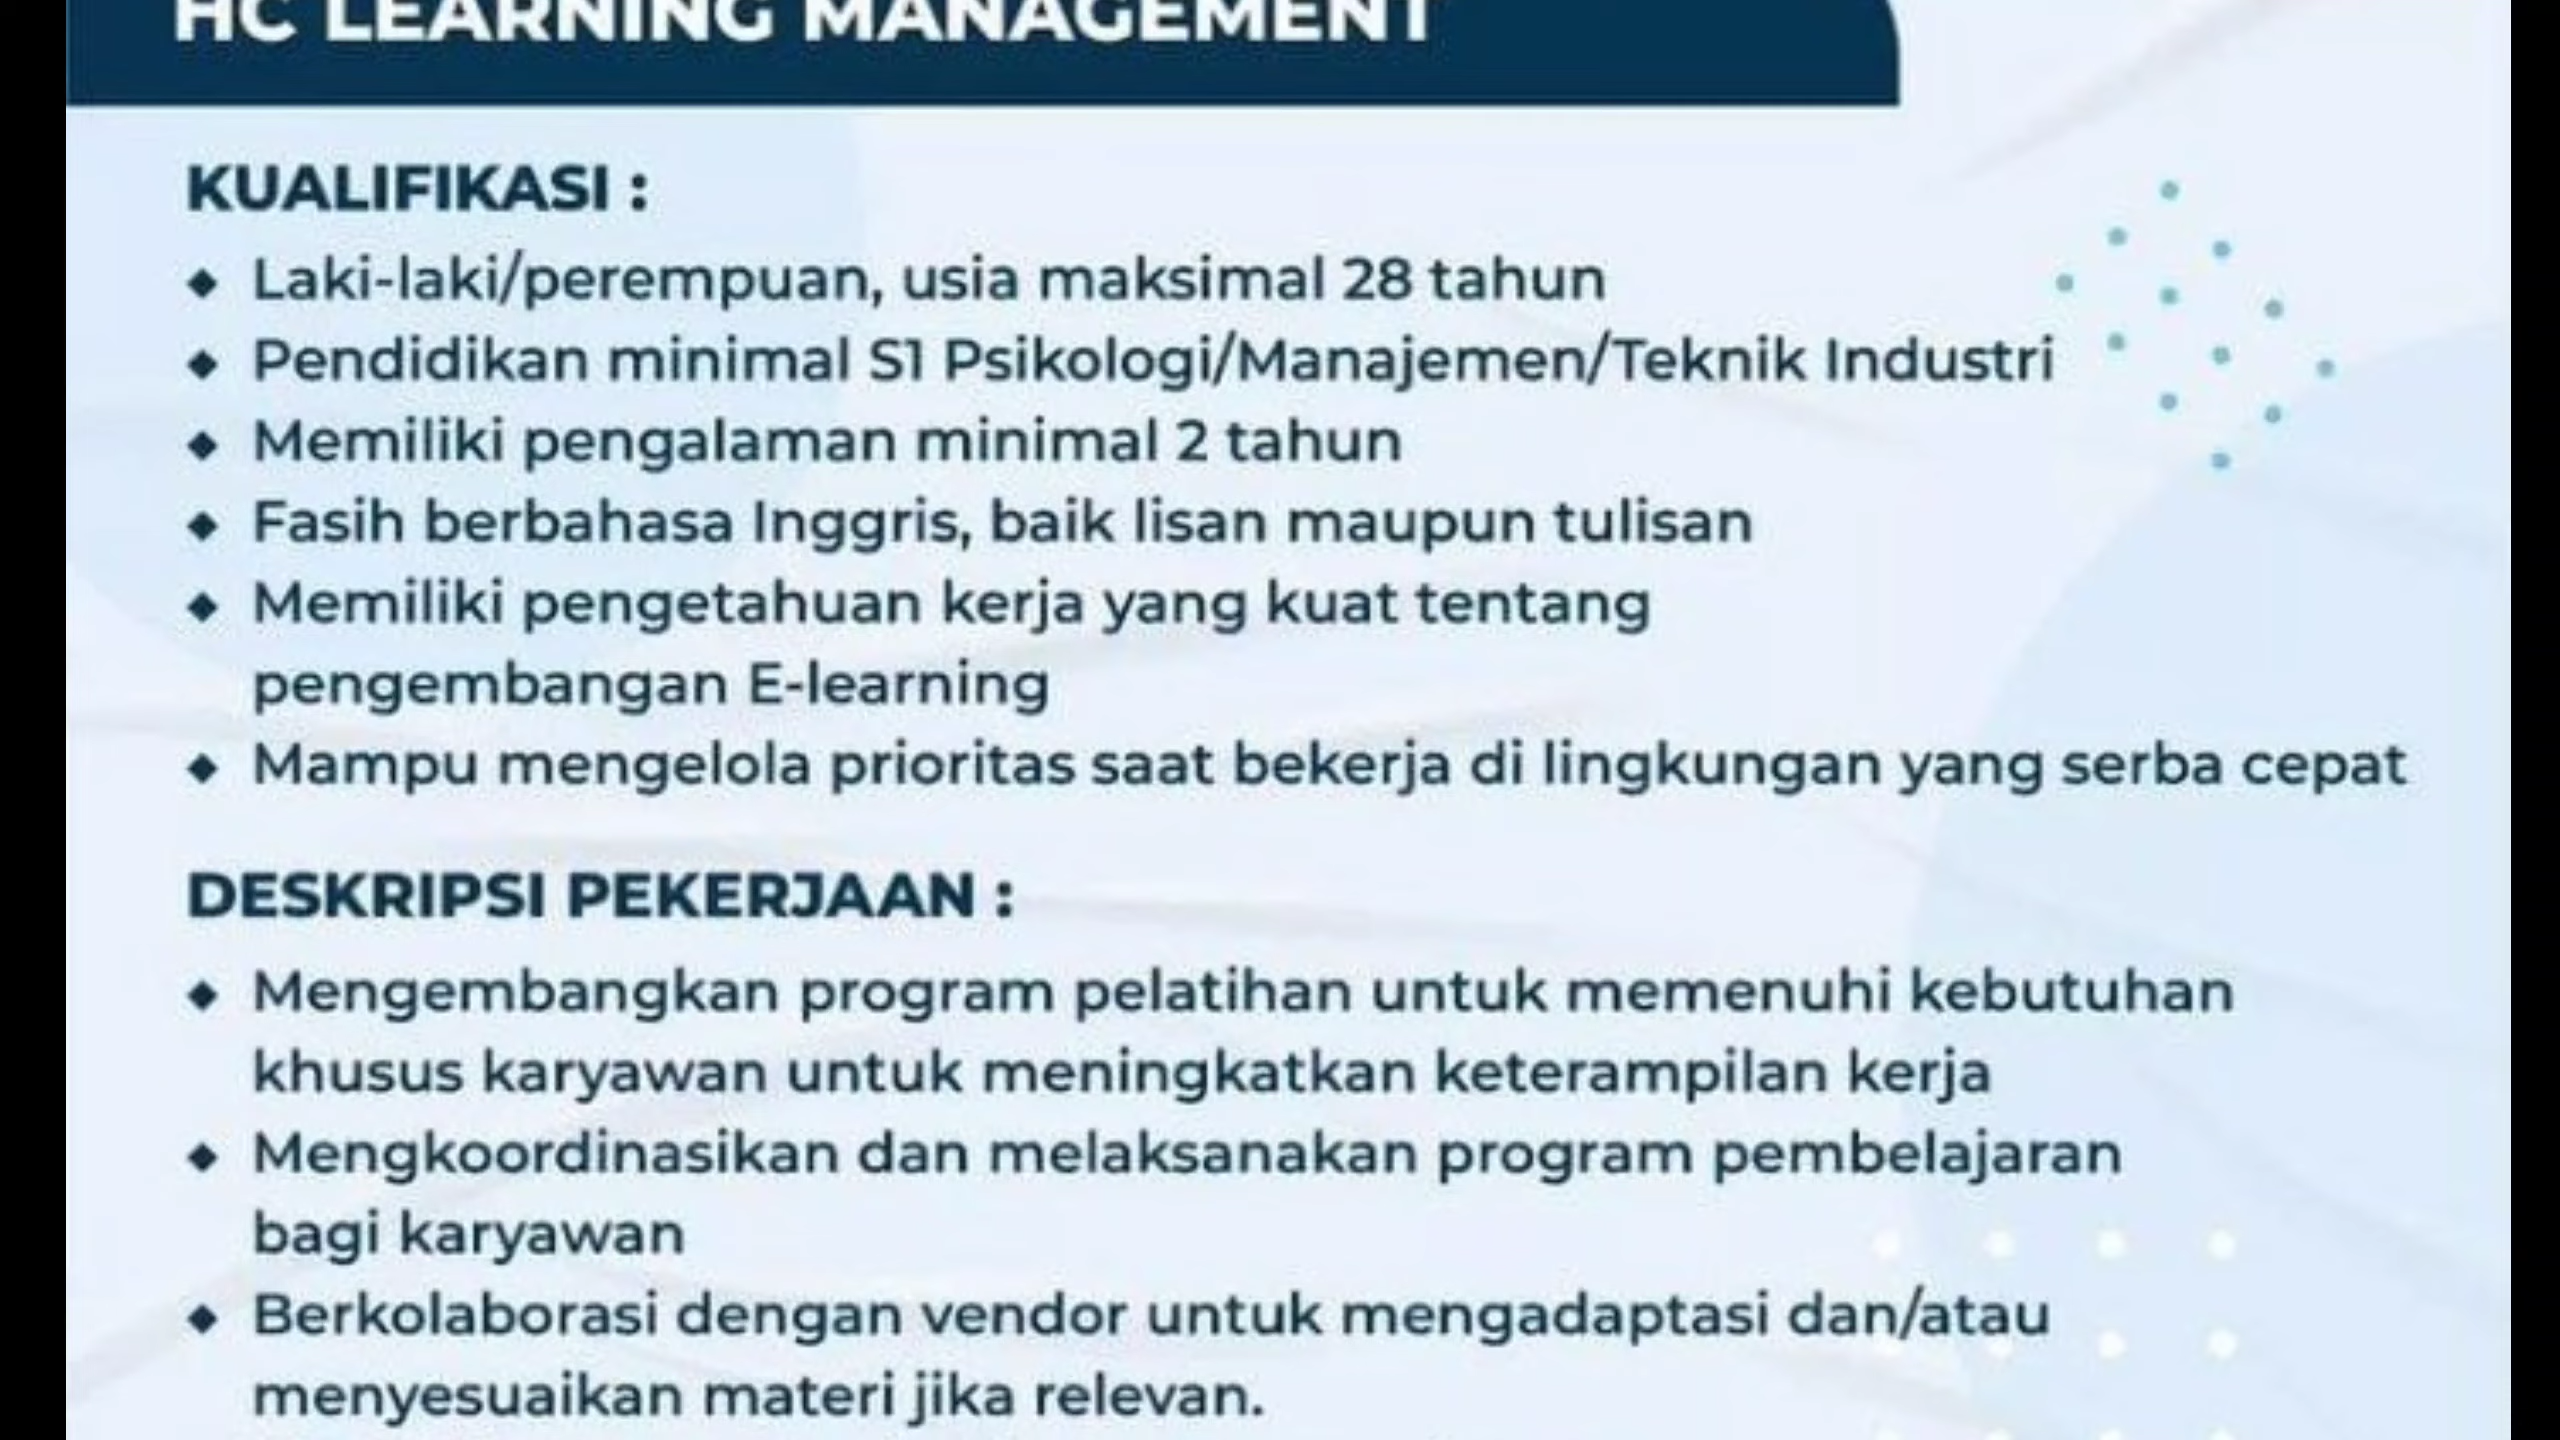 HC LEARNING MANAGEMENT
KUALIFIKASI :
◆ Laki-laki/perempuan, usia maksimal 28 tahun
◆ Pendidikan minimal S1 Psikologi/Manajemen/Teknik Industri
◆ Memiliki pengalaman minimal 2 tahun
◆ Fasih berbahasa Inggris, baik lisan maupun tulisan
◆ Memiliki pengetahuan kerja yang kuat tentang
pengembangan E-learning
◆ Mampu mengelola prioritas saat bekerja di lingkungan yang serba cepat
DESKRIPSI PEKERJAAN :
◆ Mengembangkan program pelatihan untuk memenuhi kebutuhan
khusus karyawan untuk meningkatkan keterampilan kerja
◆ Mengkoordinasikan dan melaksanakan program pembelajaran
bagi karyawan
◆ Berkolaborasi dengan vendor untuk mengadaptasi dan/atau
menyesuaikan materi jika relevan.